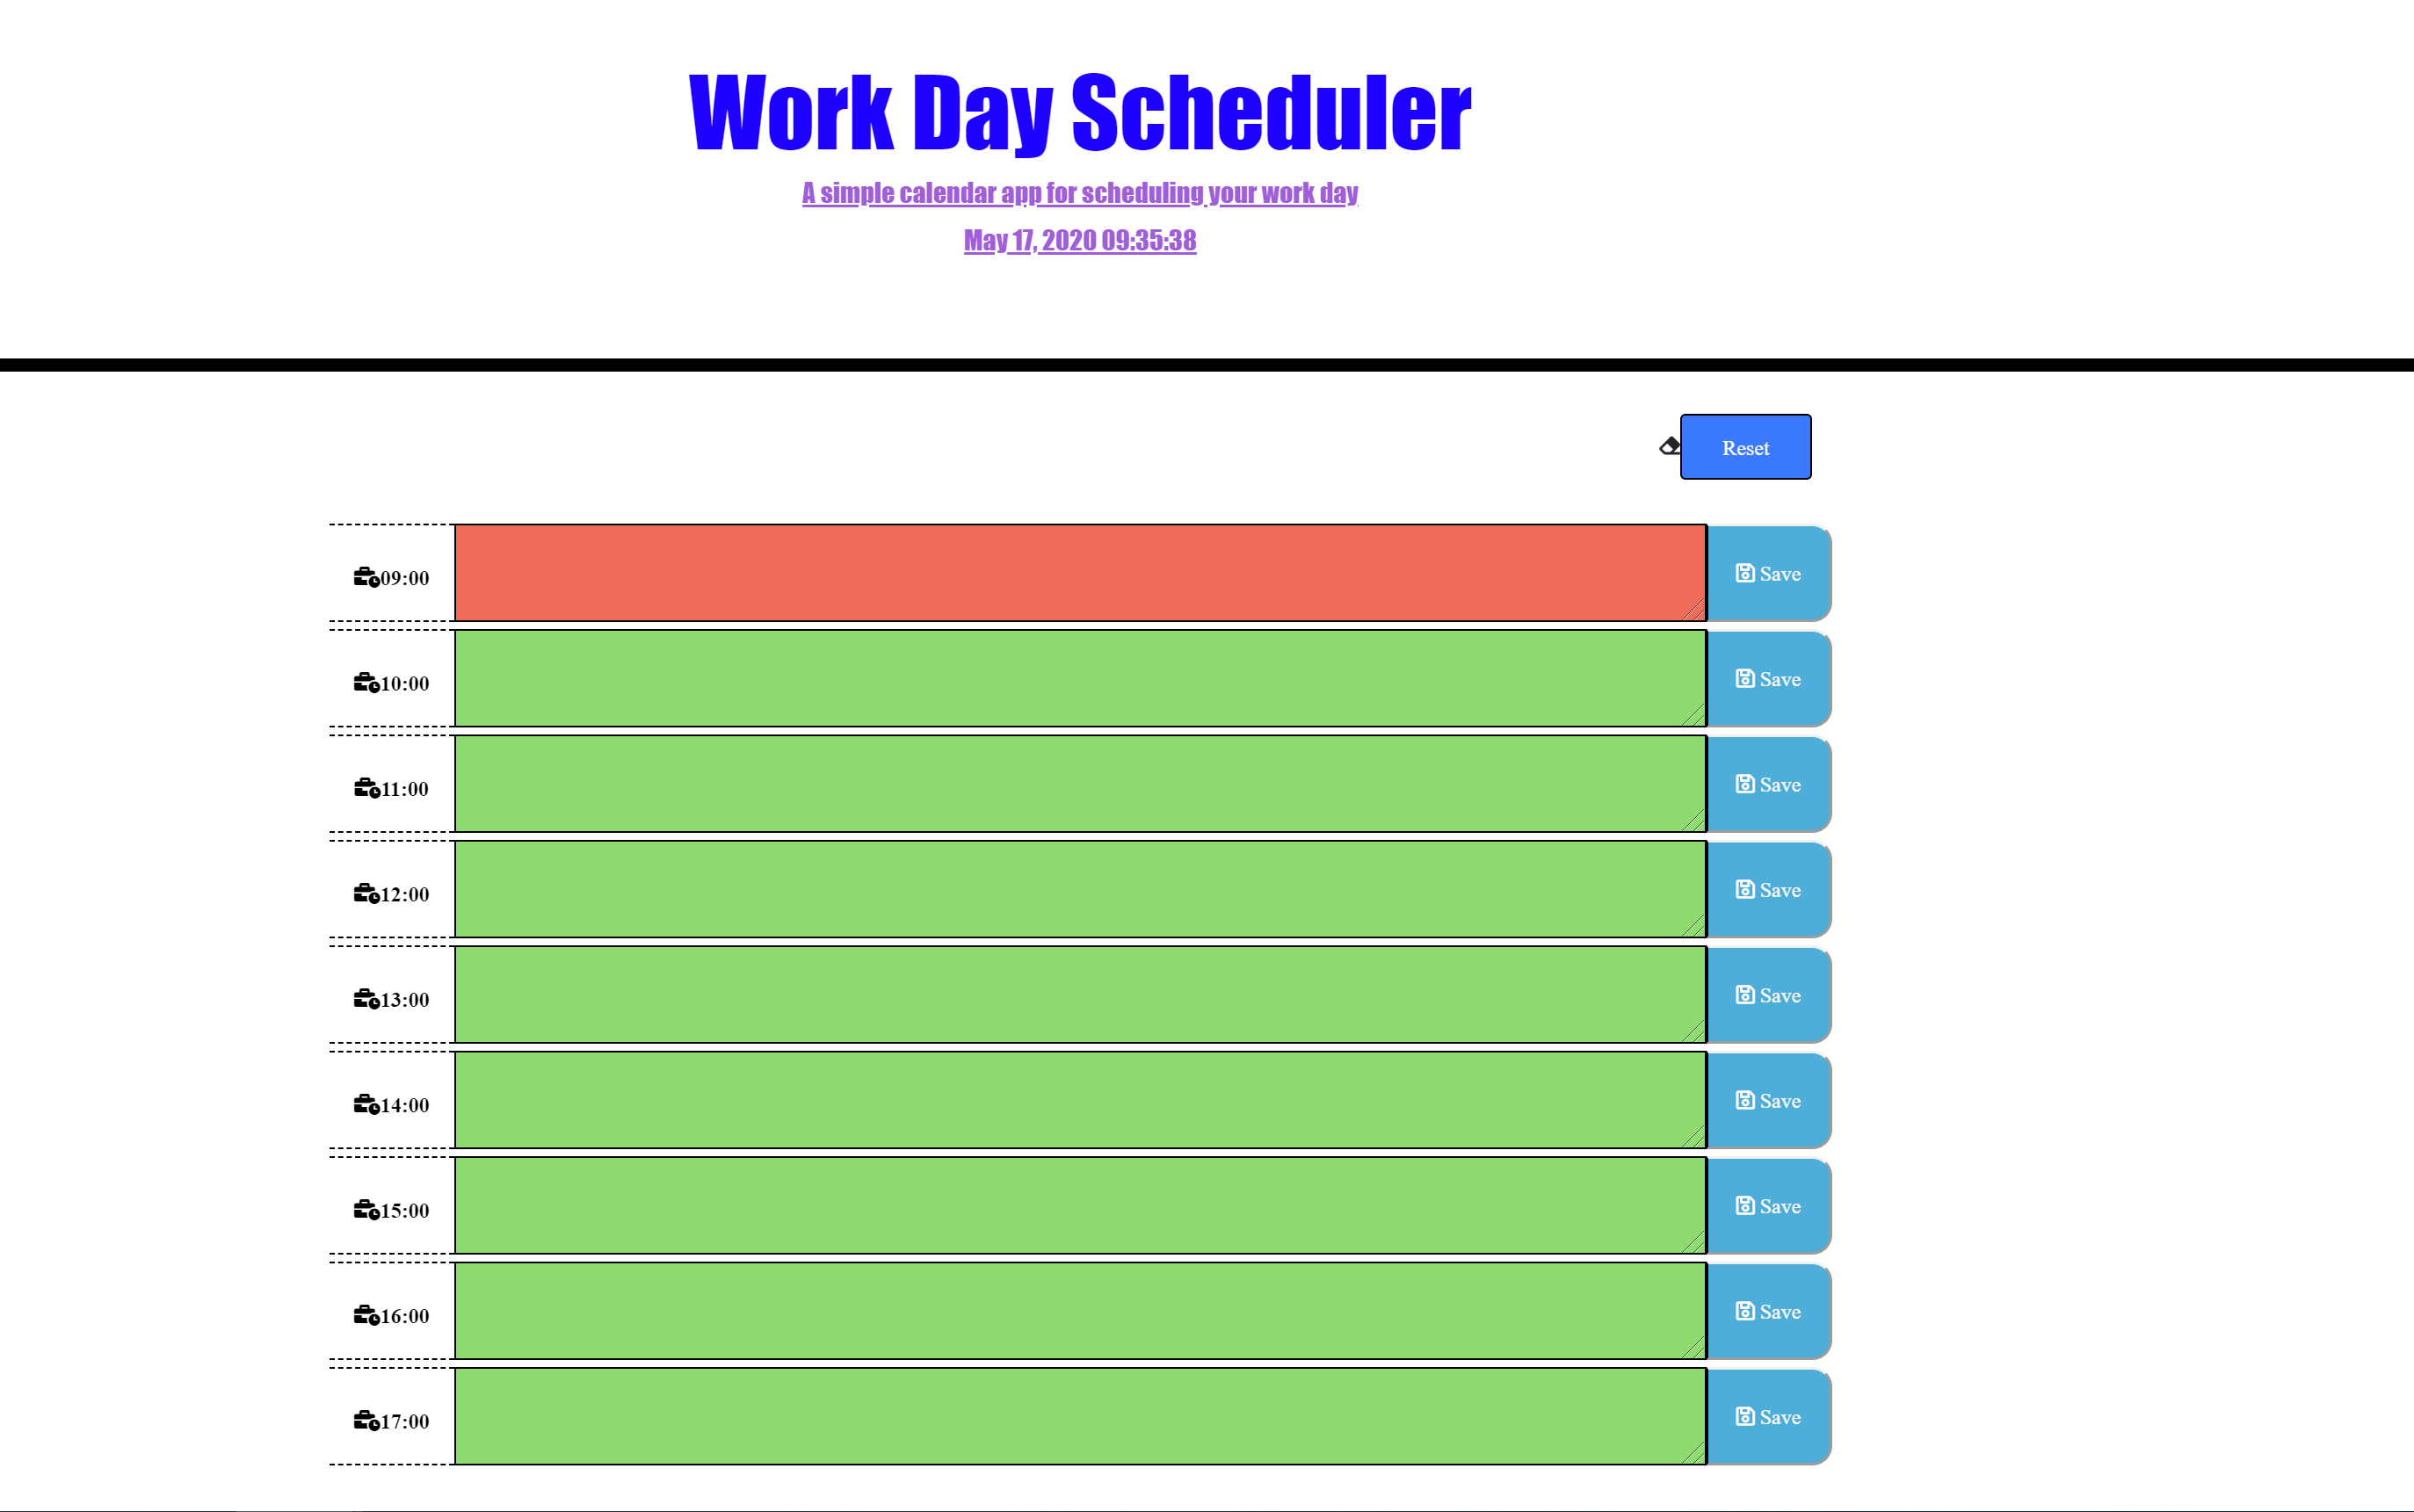 Work Day Scheduler
A simple calendar app for scheduling your work day
May 17, 2020 09:35:38
Reset
09:00 Save
10:00 Save
11:00 Save
12:00 Save
13:00 Save
14:00 Save
15:00 Save
16:00 Save
17:00 Save